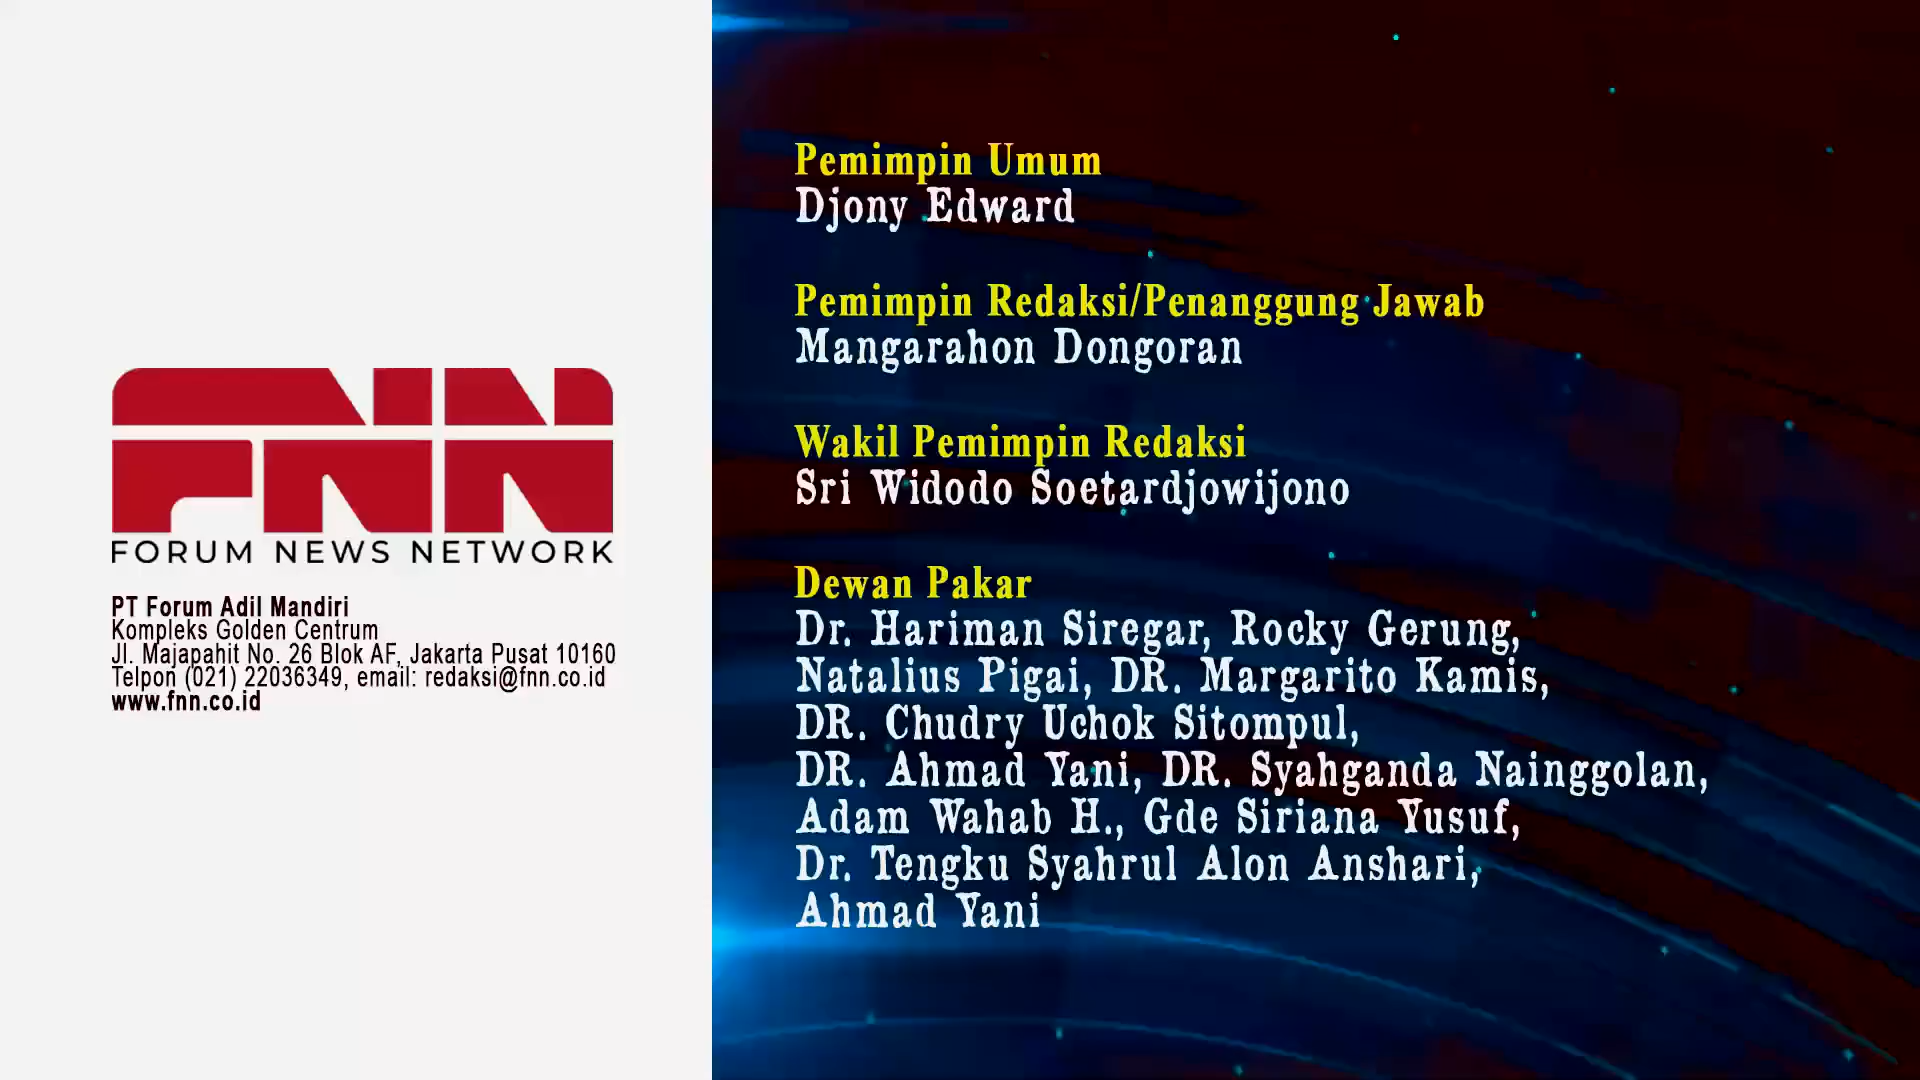 FNN
FORUM NEWS NETWORK
PT Forum Adil Mandiri
Kompleks Golden Centrum
Jl. Majapahit No. 26 Blok AF, Jakarta Pusat 10160
Telpon (021) 22036349, email: redaksi@fnn.co.id
www.fnn.co.id
Pemimpin Umum
Djony Edward
Pemimpin Redaksi/Penanggung Jawab
Mangarahon Dongoran
Wakil Pemimpin Redaksi
Sri Widodo Soetardjowijono
Dewan Pakar
Dr. Hariman Siregar, Rocky Gerung,
Natalius Pigai, DR. Margarito Kamis,
DR. Chudry Uchok Sitompul,
DR. Ahmad Yani, DR. Syahganda Nainggolan,
Adam Wahab H., Gde Siriana Yusuf,
Dr. Tengku Syahrul Alon Anshari,
Ahmad Yani